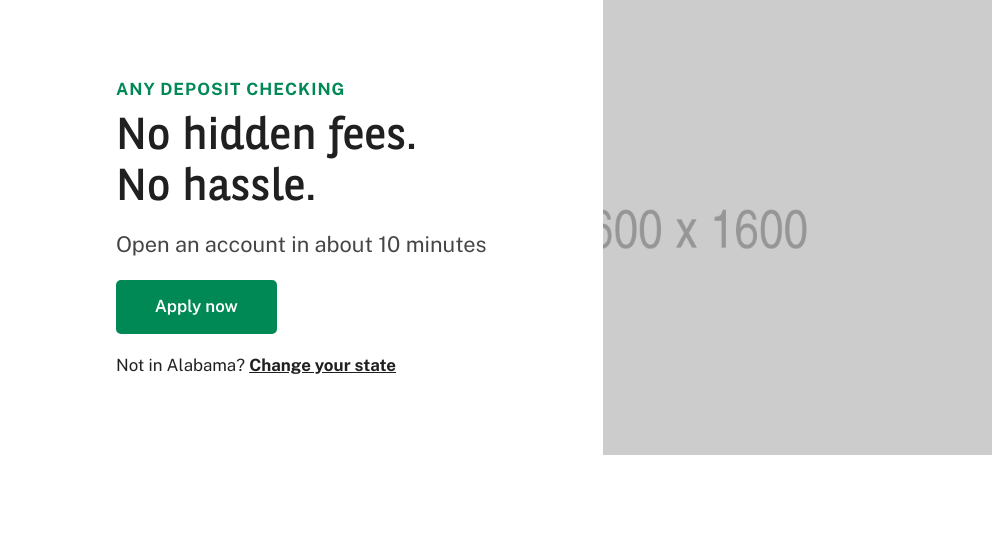 ANY DEPOSIT CHECKING
No hidden fees.
No hassle.
Open an account in about 10 minutes
Apply now
Not in Alabama? Change your state
600 x 1600